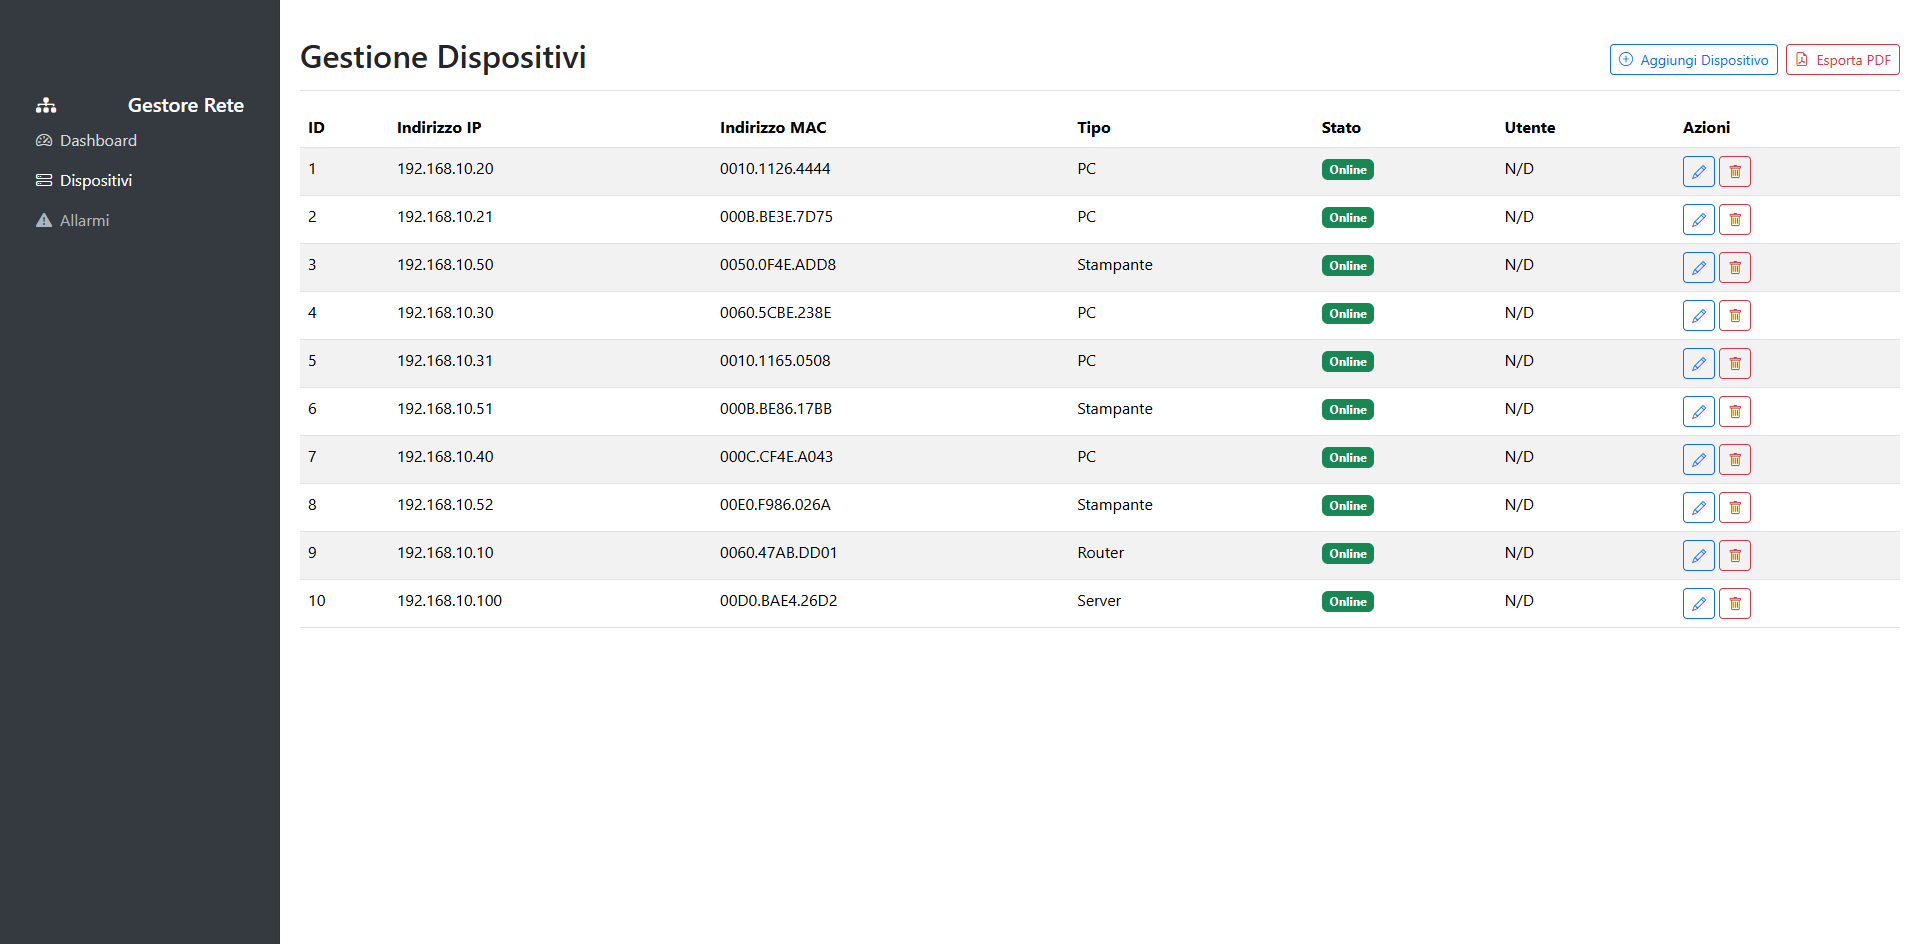 Gestore Rete
Dashboard
Dispositivi
Allarmi
Gestione Dispositivi
Aggiungi Dispositivo Esporta PDF
ID Indirizzo IP Indirizzo MAC Tipo Stato Utente Azioni
1 192.168.10.20 0010.1126.4444 PC Online N/D
2 192.168.10.21 000B.BE3E.7D75 PC Online N/D
3 192.168.10.50 0050.0F4E.ADD8 Stampante Online N/D
4 192.168.10.30 0060.5CBE.238E PC Online N/D
5 192.168.10.31 0010.1165.0508 PC Online N/D
6 192.168.10.51 000B.BE86.17BB Stampante Online N/D
7 192.168.10.40 000C.CF4E.A043 PC Online N/D
8 192.168.10.52 00E0.F986.026A Stampante Online N/D
9 192.168.10.10 0060.47AB.DD01 Router Online N/D
10 192.168.10.100 00D0.BAE4.26D2 Server Online N/D